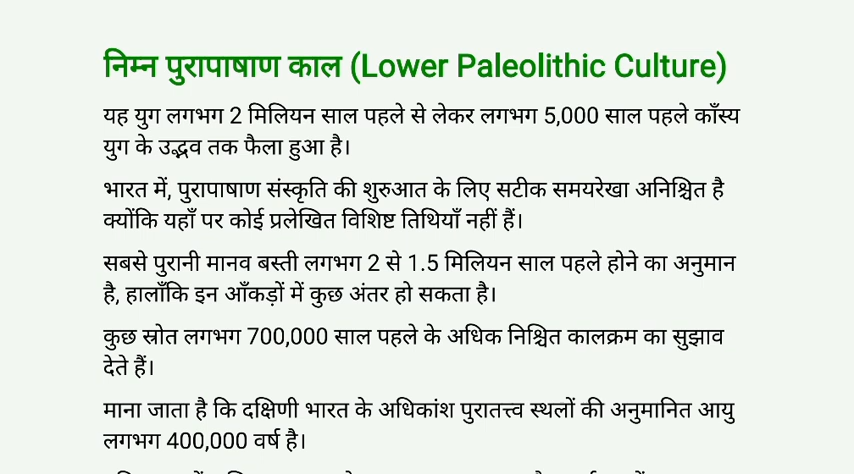 निम्न पुरापाषाण काल (Lower Paleolithic Culture)
यह युग लगभग 2 मिलियन साल पहले से लेकर लगभग 5,000 साल पहले काँस्य
युग के उद्भव तक फैला हुआ है।
भारत में, पुरापाषाण संस्कृति की शुरुआत के लिए सटीक समयरेखा अनिश्चित है
क्योंकि यहाँ पर कोई प्रलेखित विशिष्ट तिथियाँ नहीं हैं।
सबसे पुरानी मानव बस्ती लगभग 2 से 1.5 मिलियन साल पहले होने का अनुमान
है, हालाँकि इन आँकड़ों में कुछ अंतर हो सकता है।
कुछ स्रोत लगभग 700,000 साल पहले के अधिक निश्चित कालक्रम का सुझाव
देते हैं।
माना जाता है कि दक्षिणी भारत के अधिकांश पुरातत्त्व स्थलों की अनुमानित आयु
लगभग 400,000 वर्ष है।